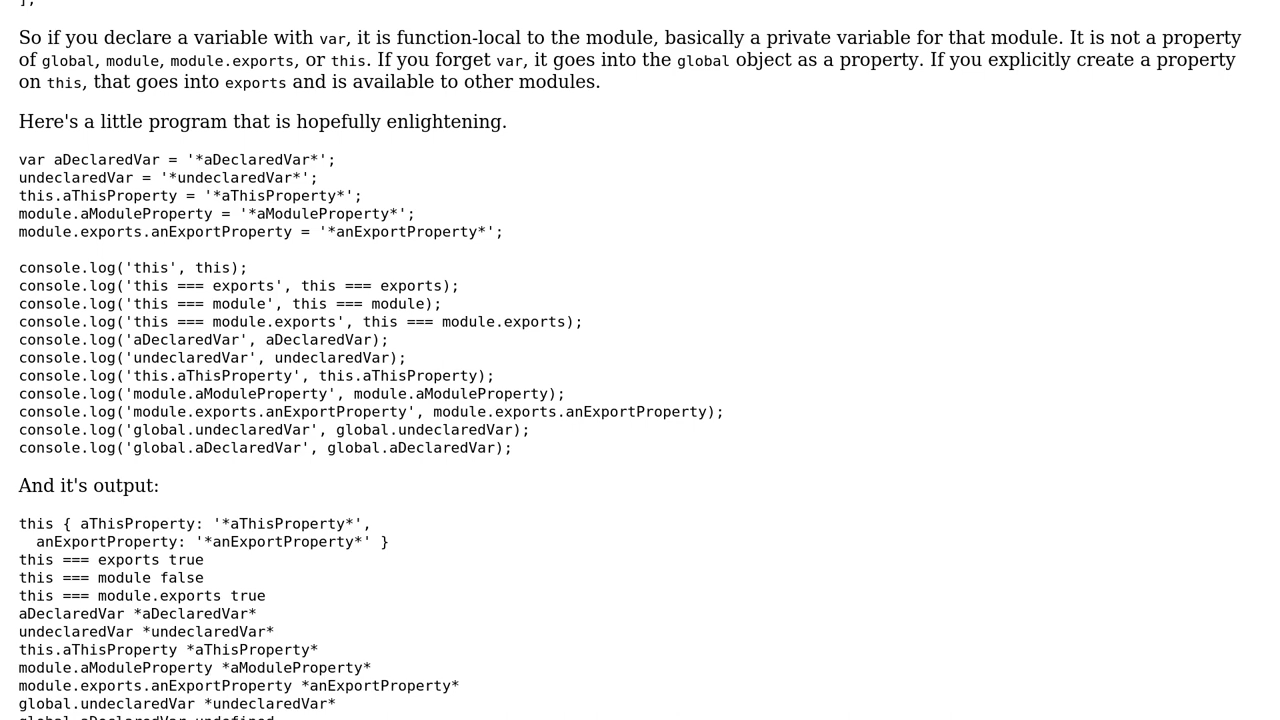 ];
So if you declare a variable with var, it is function-local to the module, basically a private variable for that module. It is not a property
of global, module, module.exports, or this. If you forget var, it goes into the global object as a property. If you explicitly create a property
on this, that goes into exports and is available to other modules.
Here's a little program that is hopefully enlightening.
var aDeclaredVar = '*aDeclaredVar*';
undeclaredVar = '*undeclaredVar*';
this.aThisProperty = '*aThisProperty*';
module.aModuleProperty = '*aModuleProperty*';
module.exports.anExportProperty = '*anExportProperty*';
console.log('this', this);
console.log('this === exports', this === exports);
console.log('this === module', this === module);
console.log('this === module.exports', this === module.exports);
console.log('aDeclaredVar', aDeclaredVar);
console.log('undeclaredVar', undeclaredVar);
console.log('this.aThisProperty', this.aThisProperty);
console.log('module.aModuleProperty', module.aModuleProperty);
console.log('module.exports.anExportProperty', module.exports.anExportProperty);
console.log('global.undeclaredVar', global.undeclaredVar);
console.log('global.aDeclaredVar', global.aDeclaredVar);
And it's output:
this { aThisProperty: '*aThisProperty*',
  anExportProperty: '*anExportProperty*' }
this === exports true
this === module false
this === module.exports true
aDeclaredVar *aDeclaredVar*
undeclaredVar *undeclaredVar*
this.aThisProperty *aThisProperty*
module.aModuleProperty *aModuleProperty*
module.exports.anExportProperty *anExportProperty*
global.undeclaredVar *undeclaredVar*
global.aDeclaredVar undefined